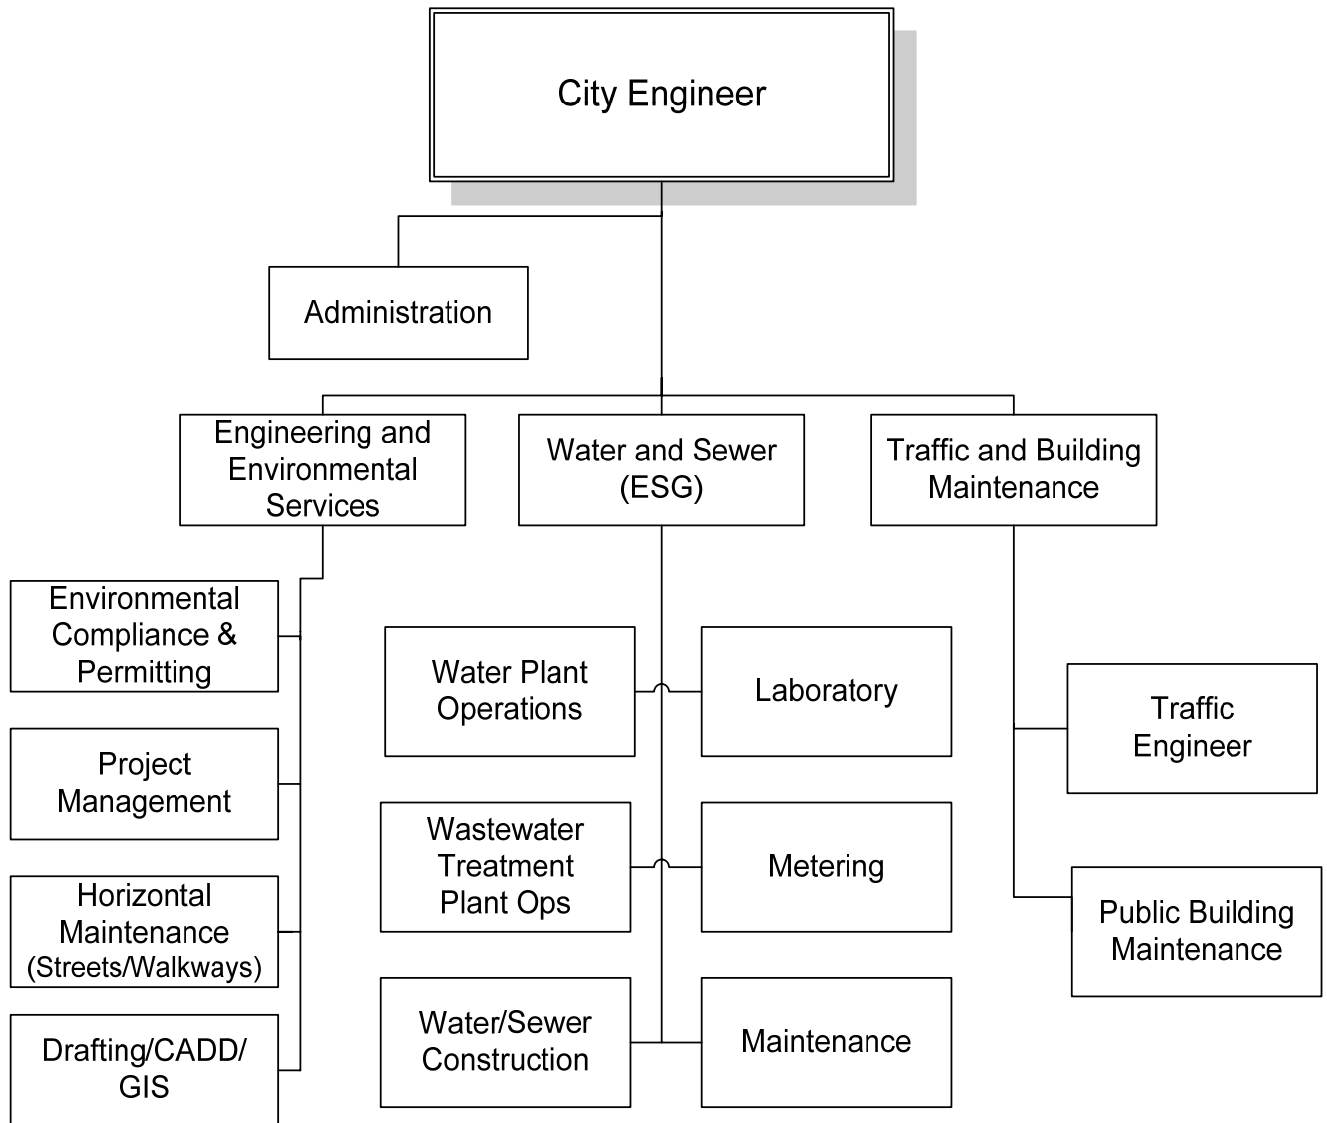 City Engineer
Administration
Engineering and
Environmental
Services
Water and Sewer
(ESG)
Traffic and Building
Maintenance
Environmental
Compliance &
Permitting
Project
Management
Horizontal
Maintenance
(Streets/Walkways)
Drafting/CADD/
GIS
Water Plant
Operations
Laboratory
Wastewater
Treatment
Plant Ops
Metering
Water/Sewer
Construction
Maintenance
Traffic
Engineer
Public Building
Maintenance